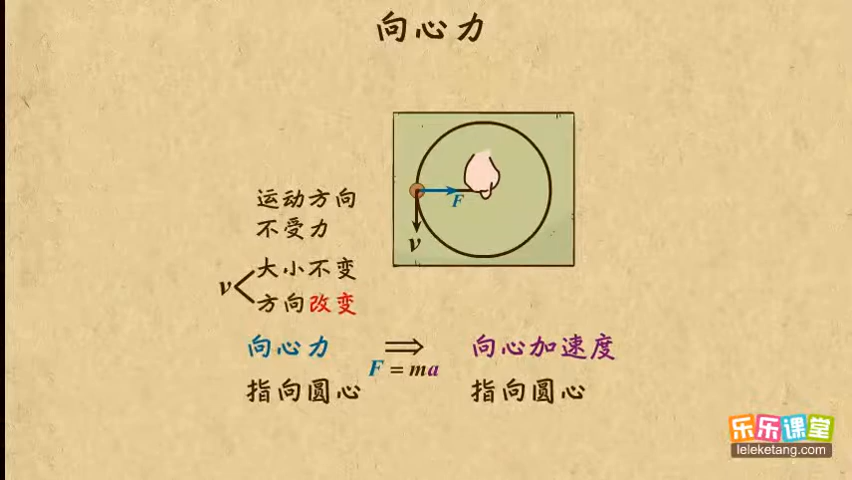 向心力
F
v
运动方向
不受力
v
大小不变
方向改变
向心力
F = ma
向心加速度
指向圆心
指向圆心
乐乐课堂
leleketang.com